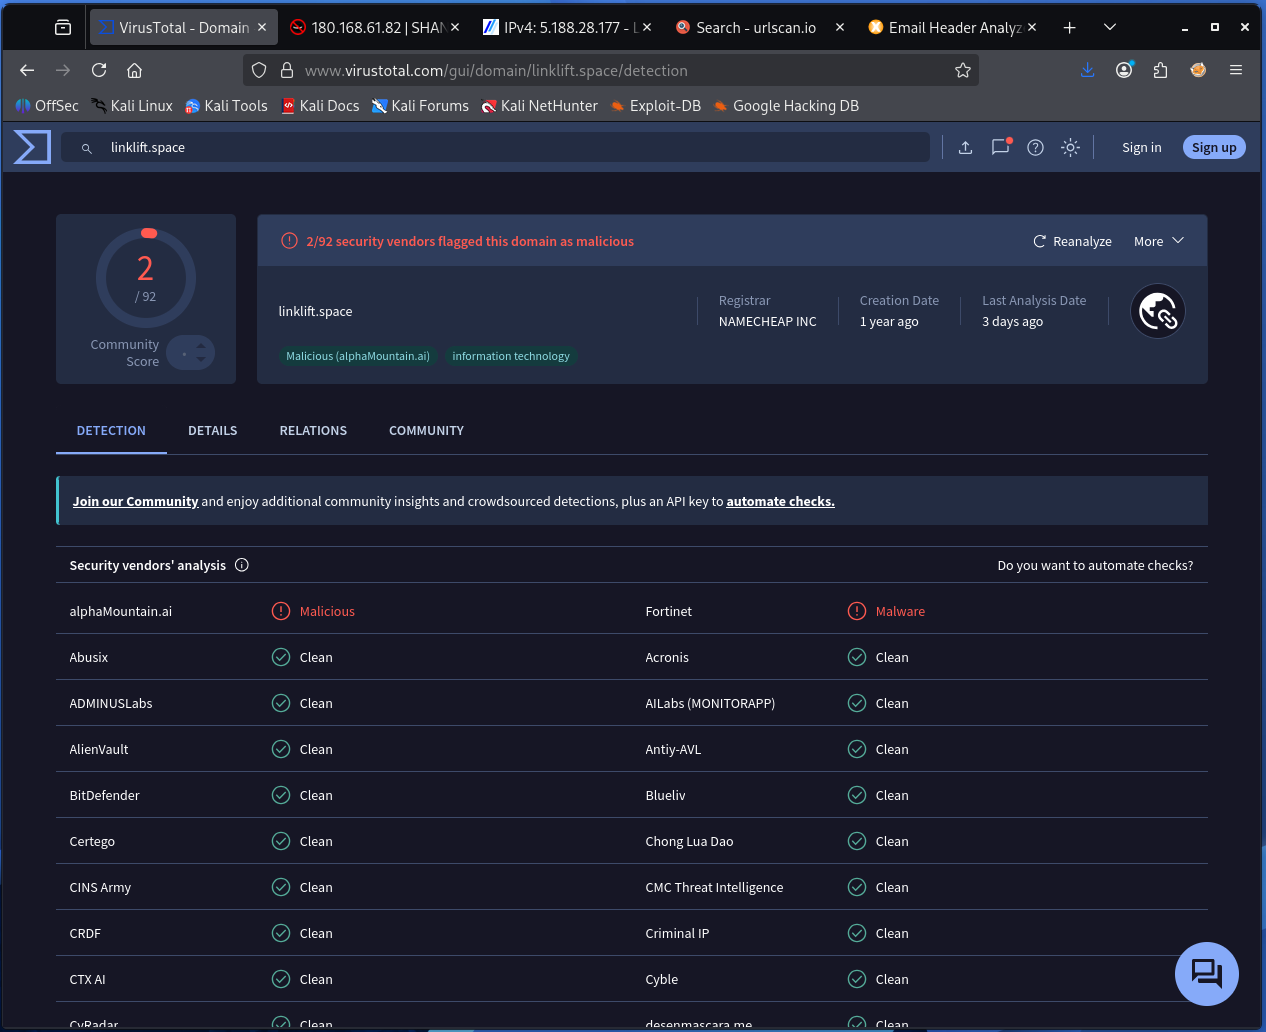 VirusTotal - Domain
180.168.61.82 | SHAN
IPv4: 5.188.28.177 - L
Search - urlscan.io
Email Header Analyz
www.virustotal.com/gui/domain/linklift.space/detection
OffSec
Kali Linux
Kali Tools
Kali Docs
Kali Forums
Kali NetHunter
Exploit-DB
Google Hacking DB
linklift.space
Sign in
Sign up
2
/ 92
Community
Score
2/92 security vendors flagged this domain as malicious
Reanalyze
More
linklift.space
Registrar
NAMECHEAP INC
Creation Date
1 year ago
Last Analysis Date
3 days ago
Malicious (alphaMountain.ai)
information technology
DETECTION
DETAILS
RELATIONS
COMMUNITY
Join our Community and enjoy additional community insights and crowdsourced detections, plus an API key to automate checks.
Security vendors' analysis
Do you want to automate checks?
alphaMountain.ai
Malicious
Fortinet
Malware
Abusix
Clean
Acronis
Clean
ADMINUSLabs
Clean
AILabs (MONITORAPP)
Clean
AlienVault
Clean
Antiy-AVL
Clean
BitDefender
Clean
Blueliv
Clean
Certego
Clean
Chong Lua Dao
Clean
CINS Army
Clean
CMC Threat Intelligence
Clean
CRDF
Clean
Criminal IP
Clean
CTX AI
Clean
Cyble
Clean
CyRadar
Clean
desenmascara.me
Clean